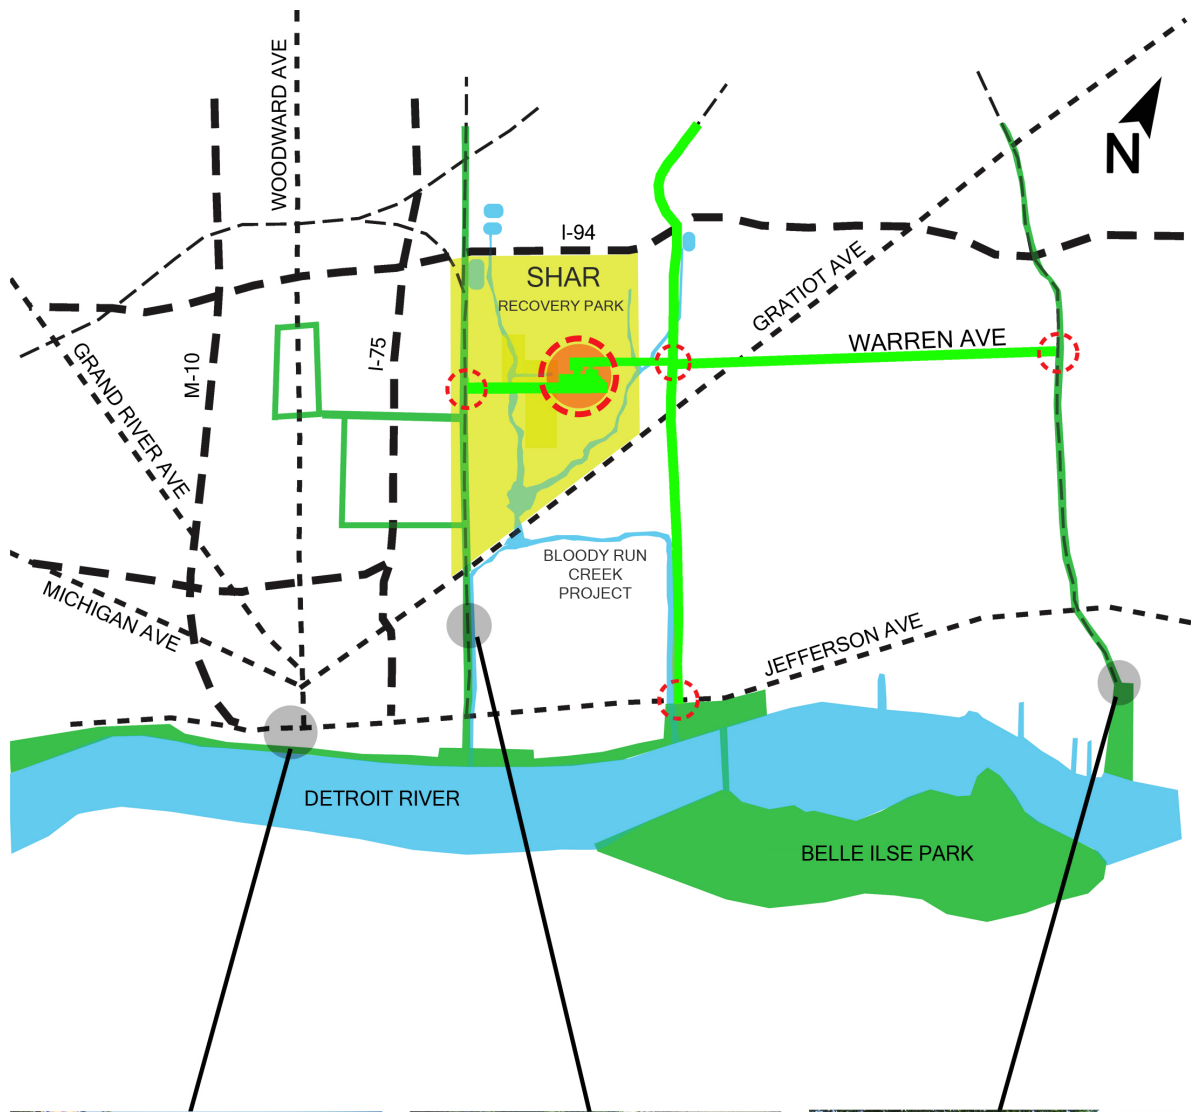 WOODWARD AVE
N
I-94
SHAR
RECOVERY PARK
GRATIOT AVE
WARREN AVE
M-10
I-75
GRAND RIVER AVE
BLOODY RUN
CREEK
PROJECT
MICHIGAN AVE
JEFFERSON AVE
DETROIT RIVER
BELLE ILSE PARK